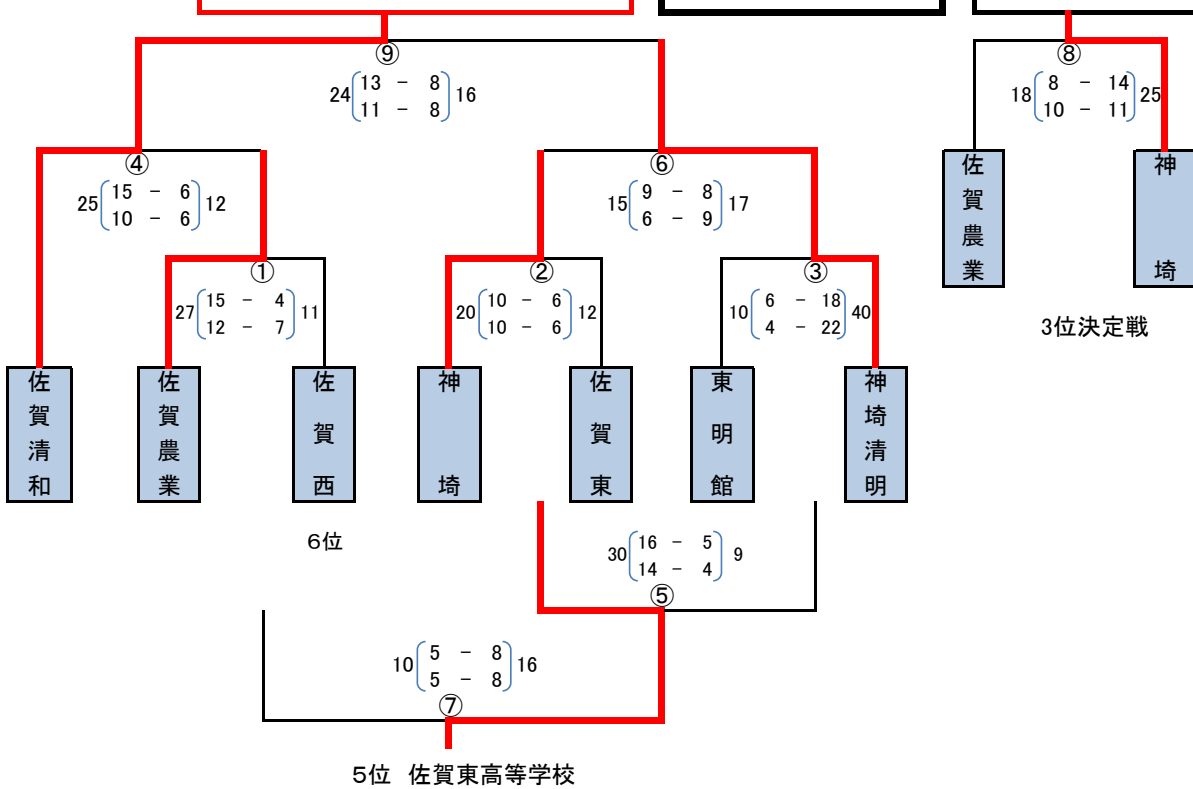 ⑨
24 13 - 8 16
11 - 8
⑧
18 8 - 14 25
10 - 11
④
25 15 - 6 12
10 - 6
⑥
15 9 - 8 17
6 - 9
佐賀農業
神埼
3位決定戦
①
27 15 - 4 11
12 - 7
②
20 10 - 6 12
10 - 6
③
10 6 - 18 40
4 - 22
佐賀清和
佐賀農業
佐賀西
神埼
佐賀東
東明館
神埼清明
6位
30 16 - 5 9
14 - 4
⑤
10 5 - 8 16
5 - 8
⑦
5位 佐賀東高等学校